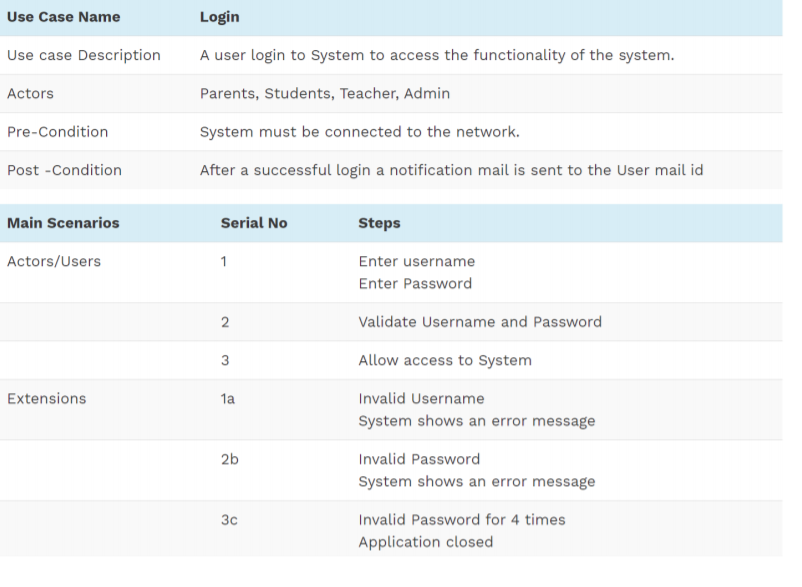 Use Case Name Login
Use case Description A user login to System to access the functionality of the system.
Actors Parents, Students, Teacher, Admin
Pre-Condition System must be connected to the network.
Post -Condition After a successful login a notification mail is sent to the User mail id
Main Scenarios Serial No Steps
Actors/Users 1 Enter username
Enter Password
2 Validate Username and Password
3 Allow access to System
Extensions 1a Invalid Username
System shows an error message
2b Invalid Password
System shows an error message
3c Invalid Password for 4 times
Application closed